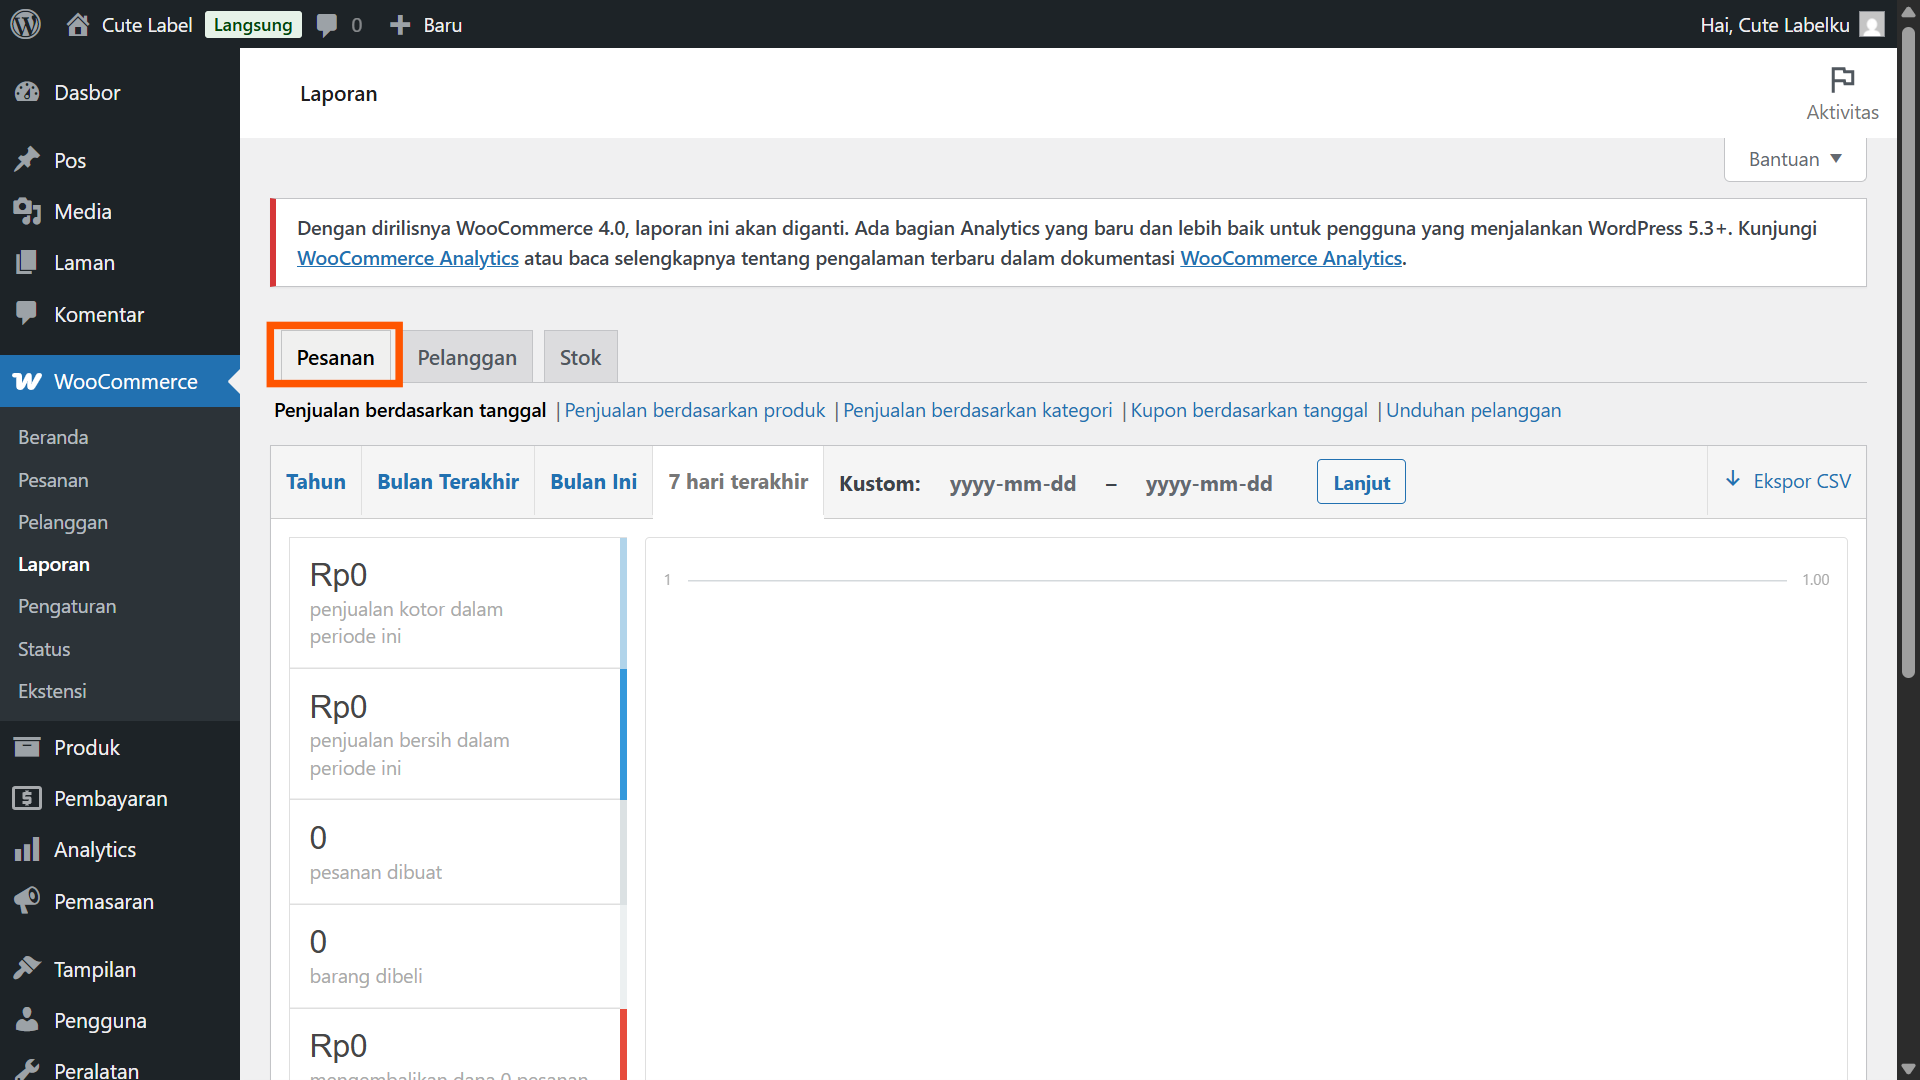 Cute Label
Langsung
0
Baru
Hai, Cute Labelku
Dasbor
Pos
Media
Laman
Komentar
WooCommerce
Beranda
Pesanan
Pelanggan
Laporan
Pengaturan
Status
Ekstensi
Produk
Pembayaran
Analytics
Pemasaran
Tampilan
Pengguna
Peralatan
Laporan
Aktivitas
Bantuan
Dengan dirilisnya WooCommerce 4.0, laporan ini akan diganti. Ada bagian Analytics yang baru dan lebih baik untuk pengguna yang menjalankan WordPress 5.3+. Kunjungi
WooCommerce Analytics atau baca selengkapnya tentang pengalaman terbaru dalam dokumentasi WooCommerce Analytics.
Pesanan
Pelanggan
Stok
Penjualan berdasarkan tanggal | Penjualan berdasarkan produk | Penjualan berdasarkan kategori | Kupon berdasarkan tanggal | Unduhan pelanggan
Tahun
Bulan Terakhir
Bulan Ini
7 hari terakhir
Kustom:
yyyy-mm-dd – yyyy-mm-dd
Lanjut
Ekspor CSV
Rp0
penjualan kotor dalam
periode ini
Rp0
penjualan bersih dalam
periode ini
0
pesanan dibuat
0
barang dibeli
Rp0
mengembalikan dana 0 pesanan
1
1.00